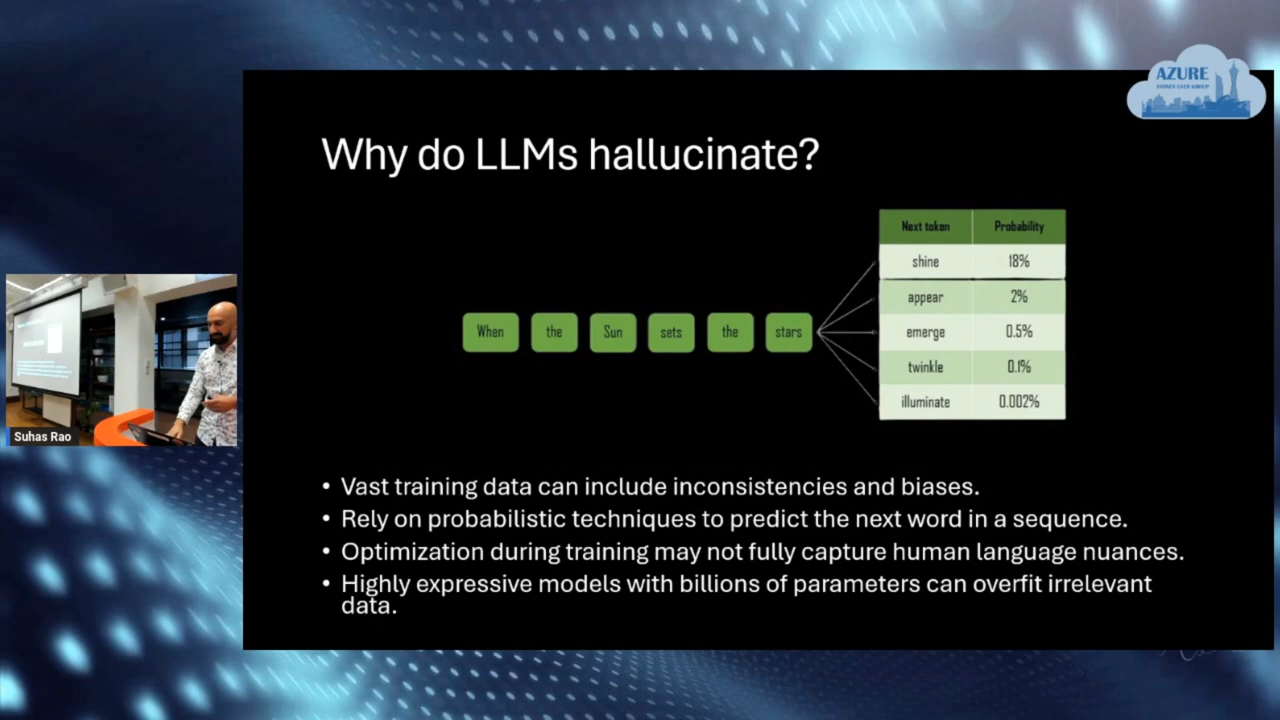 AZURE
SYDNEY USER GROUP
Why do LLMs hallucinate?
Next token Probability
shine 18%
appear 2%
When the Sun sets the stars
emerge 0.5%
twinkle 0.1%
illuminate 0.002%
Suhas Rao
• Vast training data can include inconsistencies and biases.
• Rely on probabilistic techniques to predict the next word in a sequence.
• Optimization during training may not fully capture human language nuances.
• Highly expressive models with billions of parameters can overfit irrelevant
data.